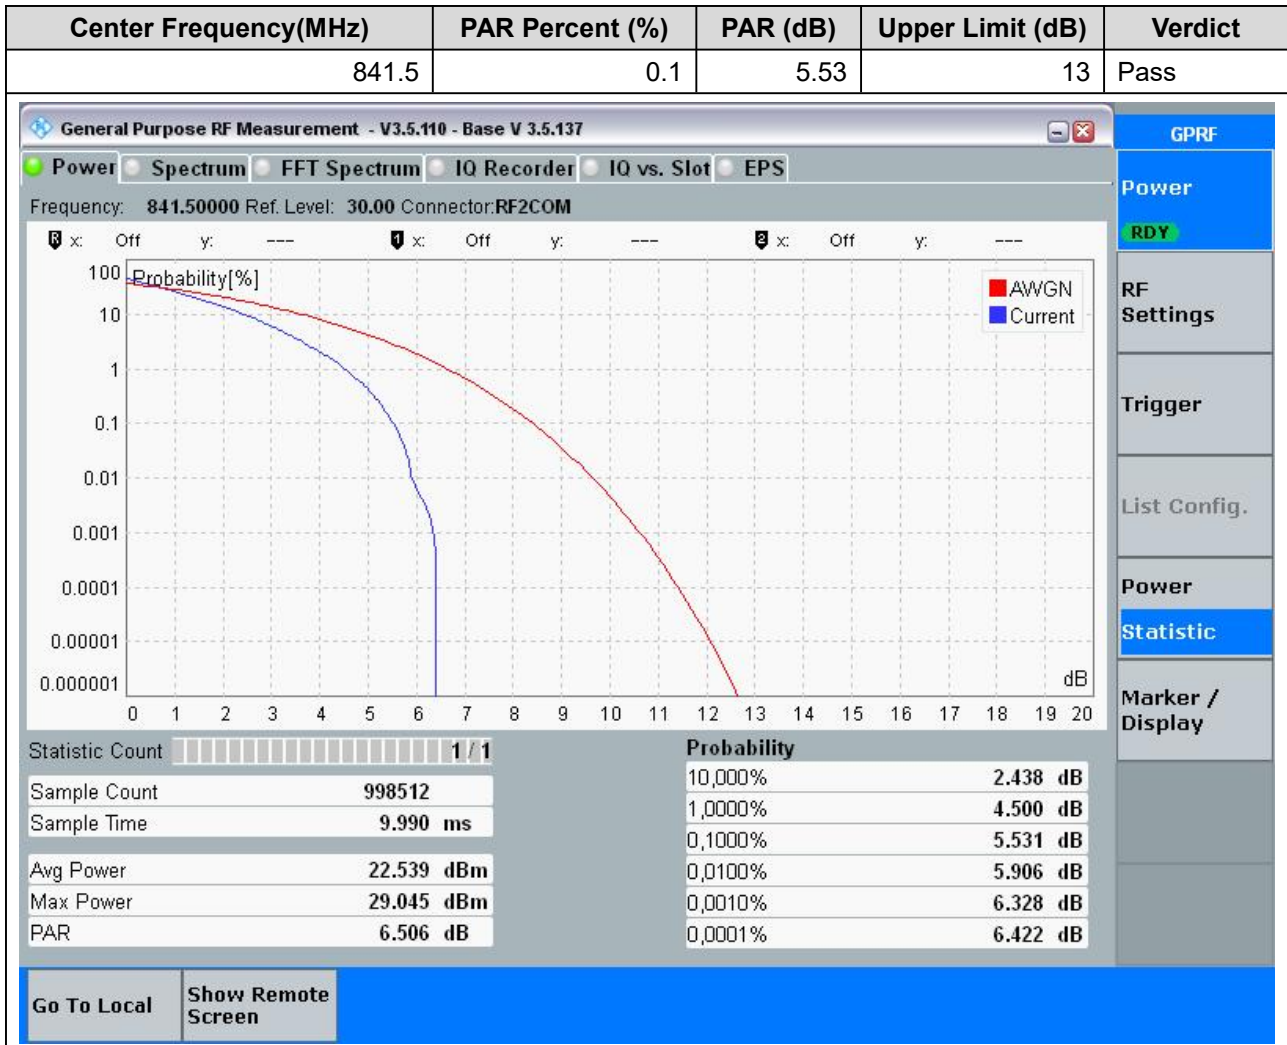 Center Frequency(MHz) PAR Percent (%) PAR (dB) Upper Limit (dB) Verdict
841.5 0.1 5.53 13 Pass
General Purpose RF Measurement - V3.5.110 - Base V 3.5.137
GPRF
Power Spectrum FFT Spectrum IQ Recorder IQ vs. Slot EPS
Frequency: 841.50000 Ref. Level: 30.00 Connector:RF2COM
R x: Off y: --- 1 x: Off y: --- 2 x: Off y: ---
Probability[%]
AWGN
Current
100
10
1
0.1
0.01
0.001
0.0001
0.00001
0.000001
dB
0 1 2 3 4 5 6 7 8 9 10 11 12 13 14 15 16 17 18 19 20
Statistic Count 1 / 1
Sample Count 998512
Sample Time 9.990 ms
Avg Power 22.539 dBm
Max Power 29.045 dBm
PAR 6.506 dB
Probability
10,000% 2.438 dB
1,0000% 4.500 dB
0,1000% 5.531 dB
0,0100% 5.906 dB
0,0010% 6.328 dB
0,0001% 6.422 dB
Power
RDY
RF
Settings
Trigger
List Config.
Power
Statistic
Marker /
Display
Go To Local
Show Remote
Screen